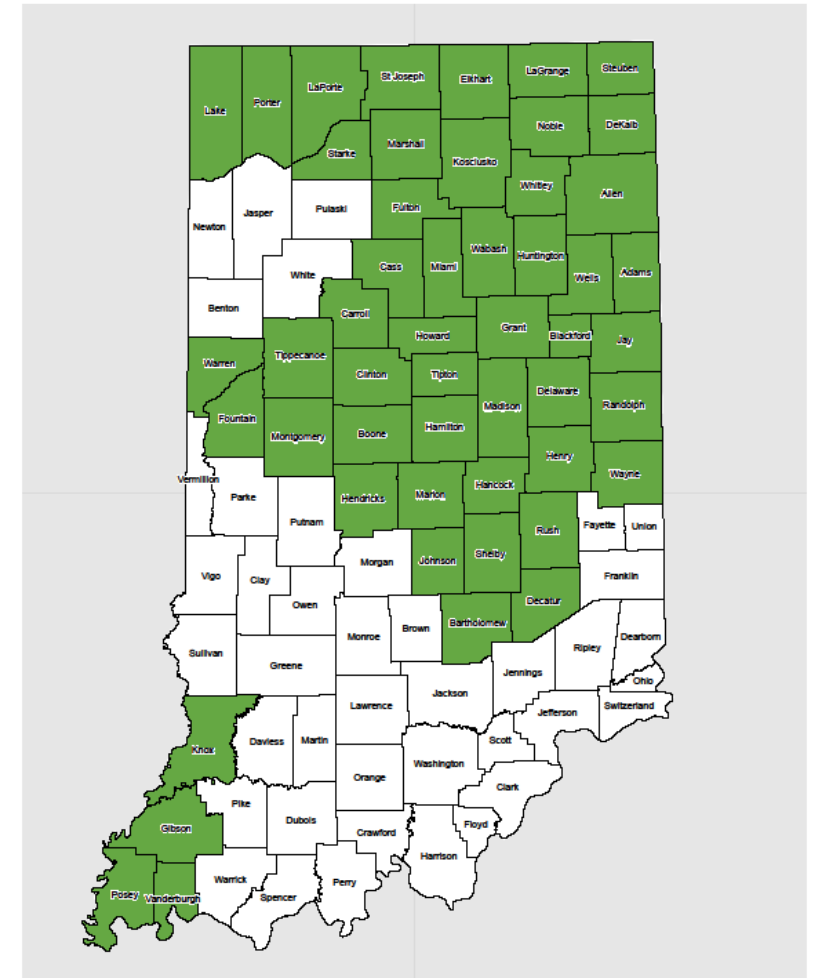 St Joseph
Elkhart
LaGrange
Steuben
LaPorte
Porter
Lake
Noble
DeKalb
Marshall
Starke
Kosciusko
Whitley
Allen
Fulton
Pulaski
Jasper
Newton
Wabash
Huntington
Miami
Cass
White
Wells
Adams
Benton
Carroll
Howard
Grant
Blackford
Jay
Warren
Tippecanoe
Clinton
Tipton
Delaware
Madison
Randolph
Fountain
Montgomery
Boone
Hamilton
Henry
Wayne
Vermillion
Parke
Hendricks
Marion
Hancock
Putnam
Rush
Fayette
Union
Shelby
Morgan
Johnson
Franklin
Vigo
Clay
Owen
Decatur
Bartholomew
Brown
Monroe
Dearborn
Ripley
Sullivan
Greene
Jennings
Ohio
Jackson
Lawrence
Switzerland
Jefferson
Knox
Daviess
Martin
Scott
Washington
Orange
Clark
Pike
Dubois
Gibson
Crawford
Floyd
Harrison
Warrick
Perry
Posey
Vanderburgh
Spencer